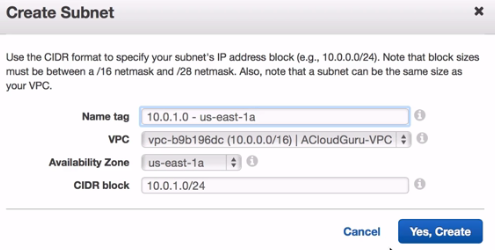 Create Subnet
Use the CIDR format to specify your subnet's IP address block (e.g., 10.0.0.0/24). Note that block sizes
must be between a /16 netmask and /28 netmask. Also, note that a subnet can be the same size as
your VPC.
Name tag 10.0.1.0 - us-east-1a
VPC vpc-b9b196dc (10.0.0.0/16) | ACloudGuru-VPC
Availability Zone us-east-1a
CIDR block 10.0.1.0/24
Cancel Yes, Create